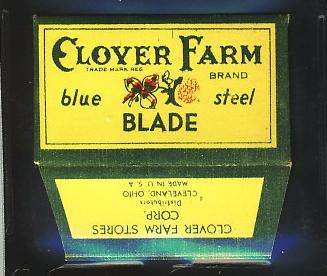 CLOVER FARM
TRADE MARK REG.
BRAND
blue steel
BLADE
CLOVER FARM STORES
CORP.
Distributors
CLEVELAND, OHIO
MADE IN U.S.A